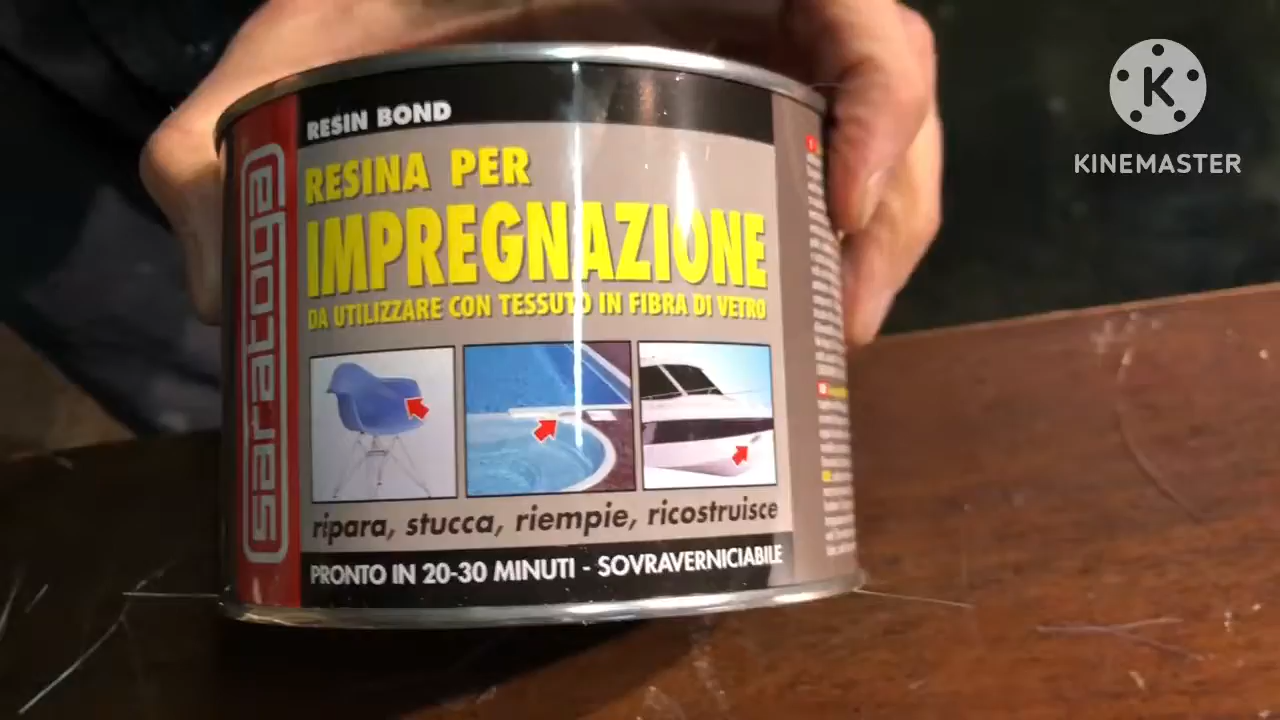 KINEMASTER
saratoga
RESIN BOND
RESINA PER
IMPREGNAZIONE
DA UTILIZZARE CON TESSUTO IN FIBRA DI VETRO
ripara, stucca, riempie, ricostruisce
PRONTO IN 20-30 MINUTI - SOVRAVERNICIABILE